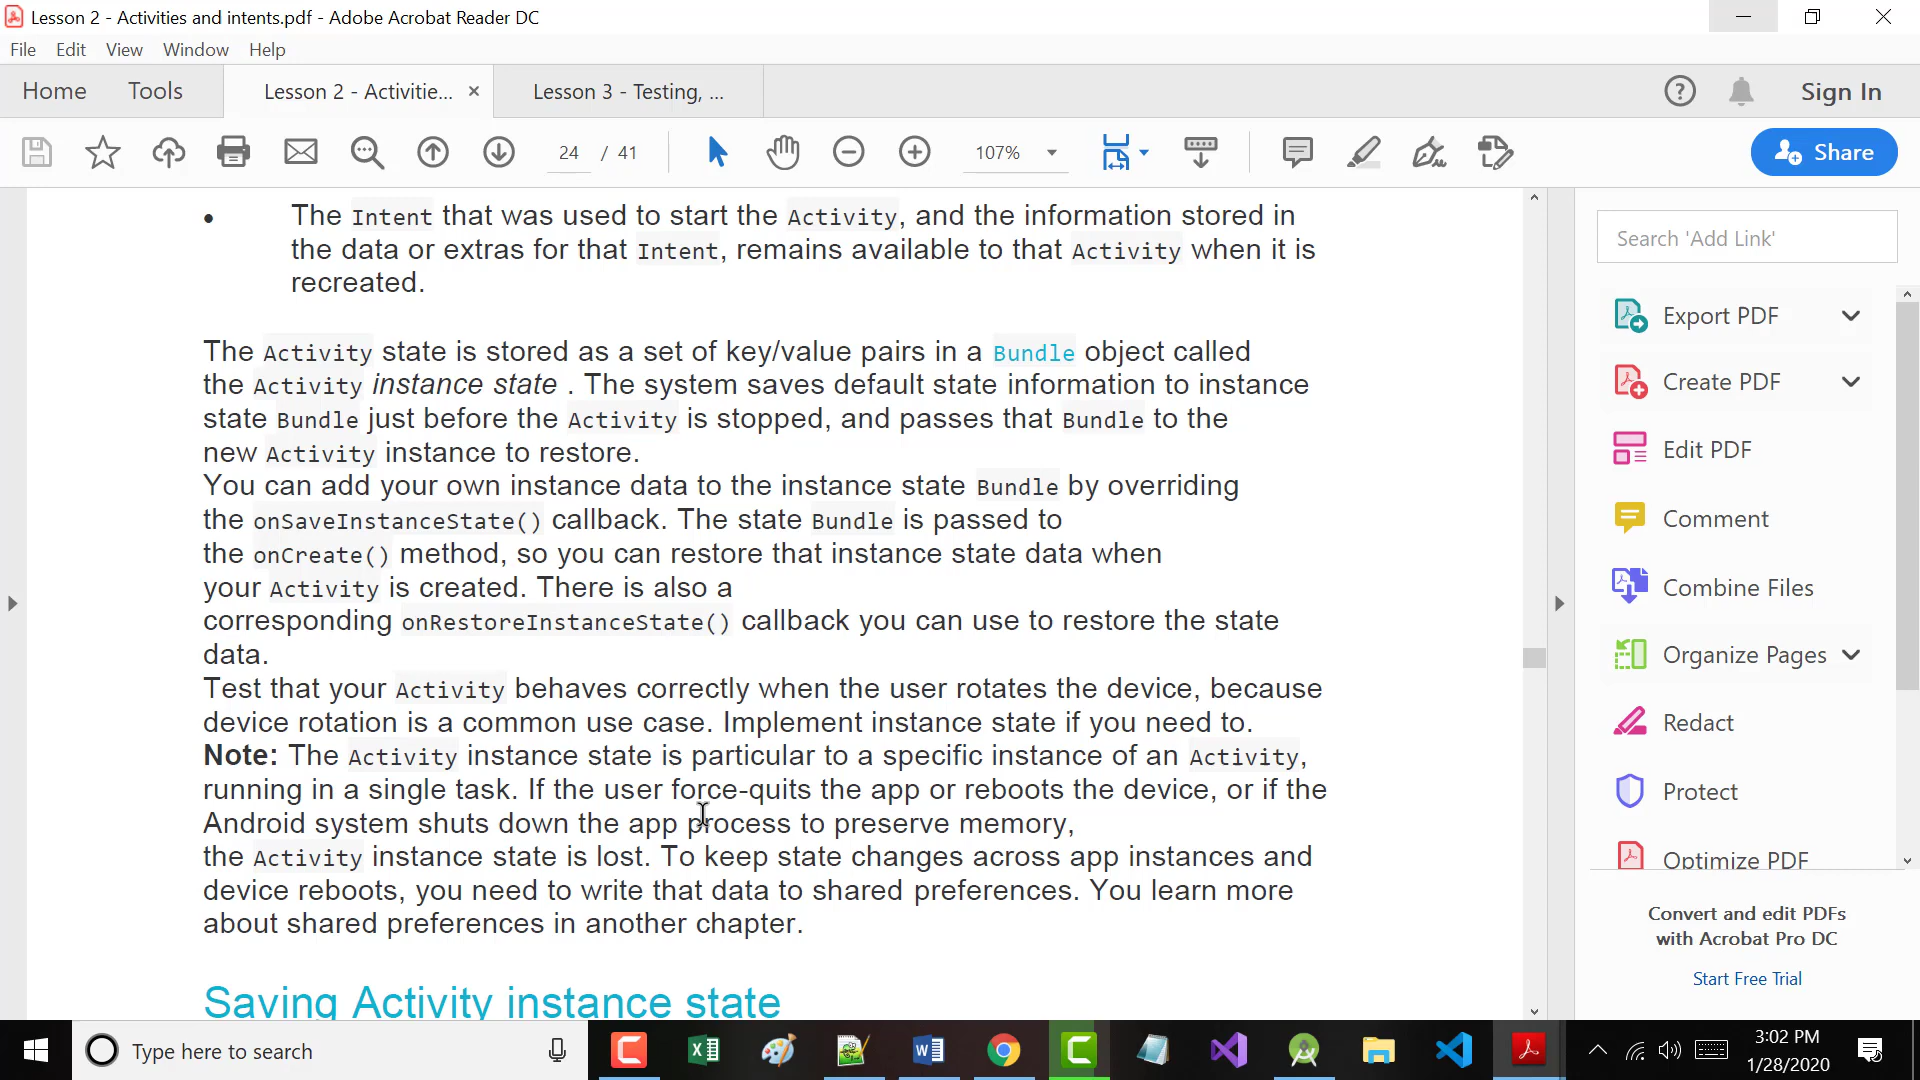 Lesson 2 - Activities and intents.pdf - Adobe Acrobat Reader DC
File Edit View Window Help
Home Tools Lesson 2 - Activitie... × Lesson 3 - Testing, ... Sign In
24 / 41 107% Share
• The Intent that was used to start the Activity, and the information stored in
the data or extras for that Intent, remains available to that Activity when it is
recreated.
The Activity state is stored as a set of key/value pairs in a Bundle object called
the Activity instance state . The system saves default state information to instance
state Bundle just before the Activity is stopped, and passes that Bundle to the
new Activity instance to restore.
You can add your own instance data to the instance state Bundle by overriding
the onSaveInstanceState() callback. The state Bundle is passed to
the onCreate() method, so you can restore that instance state data when
your Activity is created. There is also a
corresponding onRestoreInstanceState() callback you can use to restore the state
data.
Test that your Activity behaves correctly when the user rotates the device, because
device rotation is a common use case. Implement instance state if you need to.
Note: The Activity instance state is particular to a specific instance of an Activity,
running in a single task. If the user force-quits the app or reboots the device, or if the
Android system shuts down the app process to preserve memory,
the Activity instance state is lost. To keep state changes across app instances and
device reboots, you need to write that data to shared preferences. You learn more
about shared preferences in another chapter.
Saving Activity instance state
Search 'Add Link'
Export PDF
Create PDF
Edit PDF
Comment
Combine Files
Organize Pages
Redact
Protect
Optimize PDF
Convert and edit PDFs
with Acrobat Pro DC
Start Free Trial
Type here to search
3:02 PM
1/28/2020